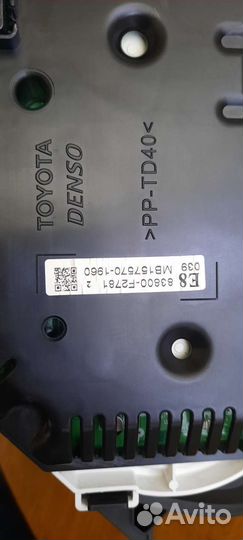 TOYOTA
DENSO
>PP-TD40<
E8
039
83800-F2781 2
MB157570-1960
Avito